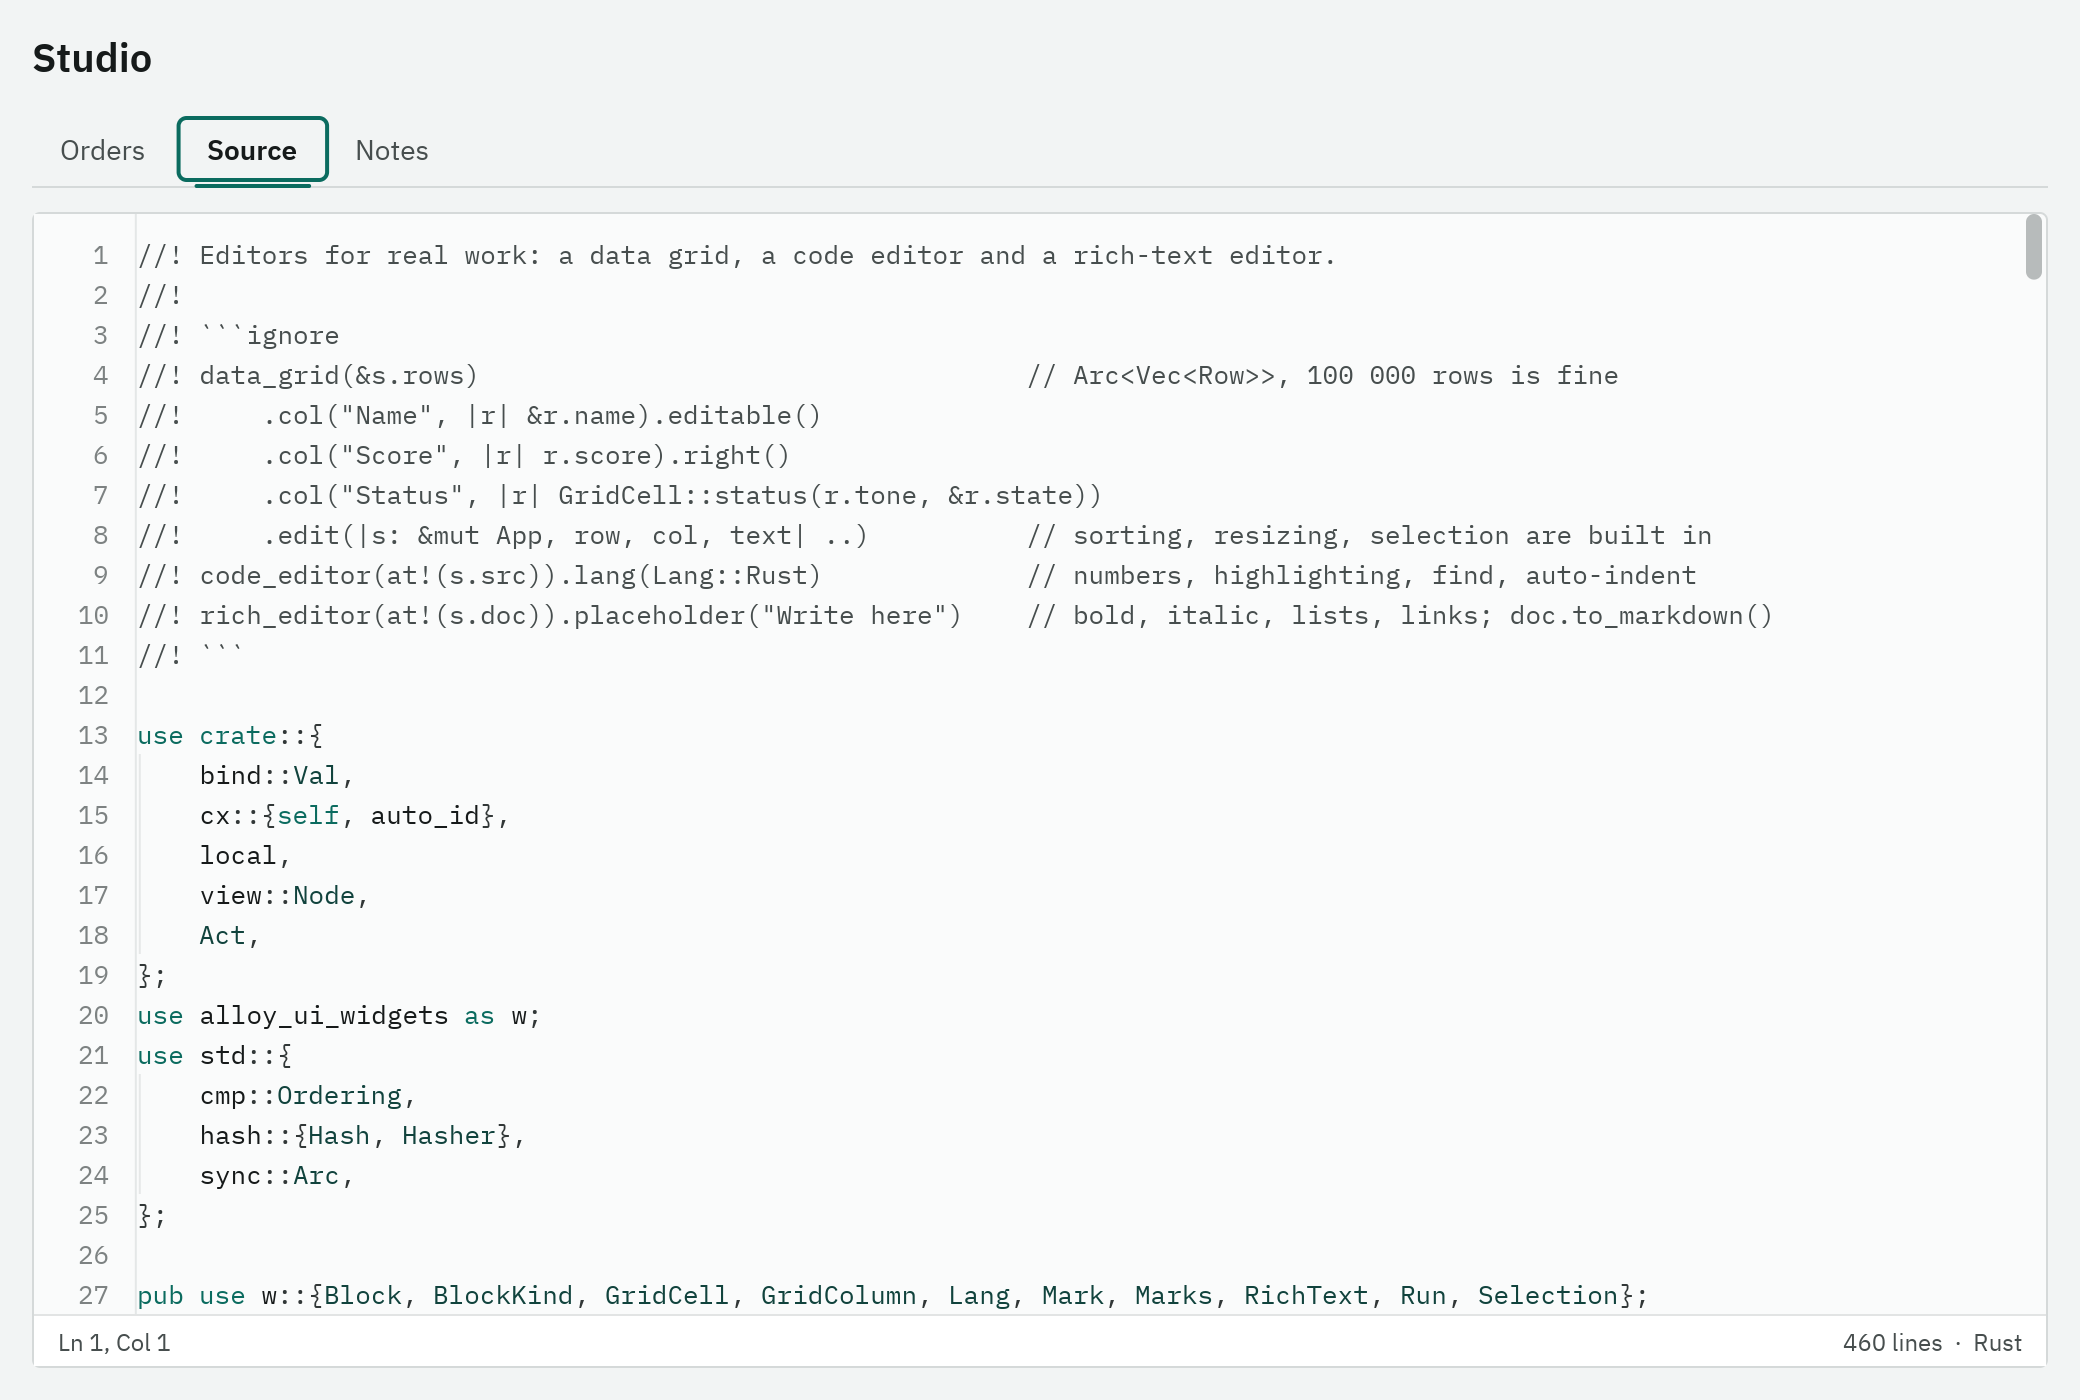 Studio
Orders Source Notes
1 //! Editors for real work: a data grid, a code editor and a rich-text editor.
2 //!
3 //! ```ignore
4 //! data_grid(&s.rows)                                   // Arc<Vec<Row>>, 100 000 rows is fine
5 //!     .col("Name", |r| &r.name).editable()
6 //!     .col("Score", |r| r.score).right()
7 //!     .col("Status", |r| GridCell::status(r.tone, &r.state))
8 //!     .edit(|s: &mut App, row, col, text| ..)          // sorting, resizing, selection are built in
9 //! code_editor(at!(s.src)).lang(Lang::Rust)             // numbers, highlighting, find, auto-indent
10 //! rich_editor(at!(s.doc)).placeholder("Write here")    // bold, italic, lists, links; doc.to_markdown()
11 //! ```
12
13 use crate::{
14     bind::Val,
15     cx::{self, auto_id},
16     local,
17     view::Node,
18     Act,
19 };
20 use alloy_ui_widgets as w;
21 use std::{
22     cmp::Ordering,
23     hash::{Hash, Hasher},
24     sync::Arc,
25 };
26
27 pub use w::{Block, BlockKind, GridCell, GridColumn, Lang, Mark, Marks, RichText, Run, Selection};
Ln 1, Col 1 460 lines · Rust